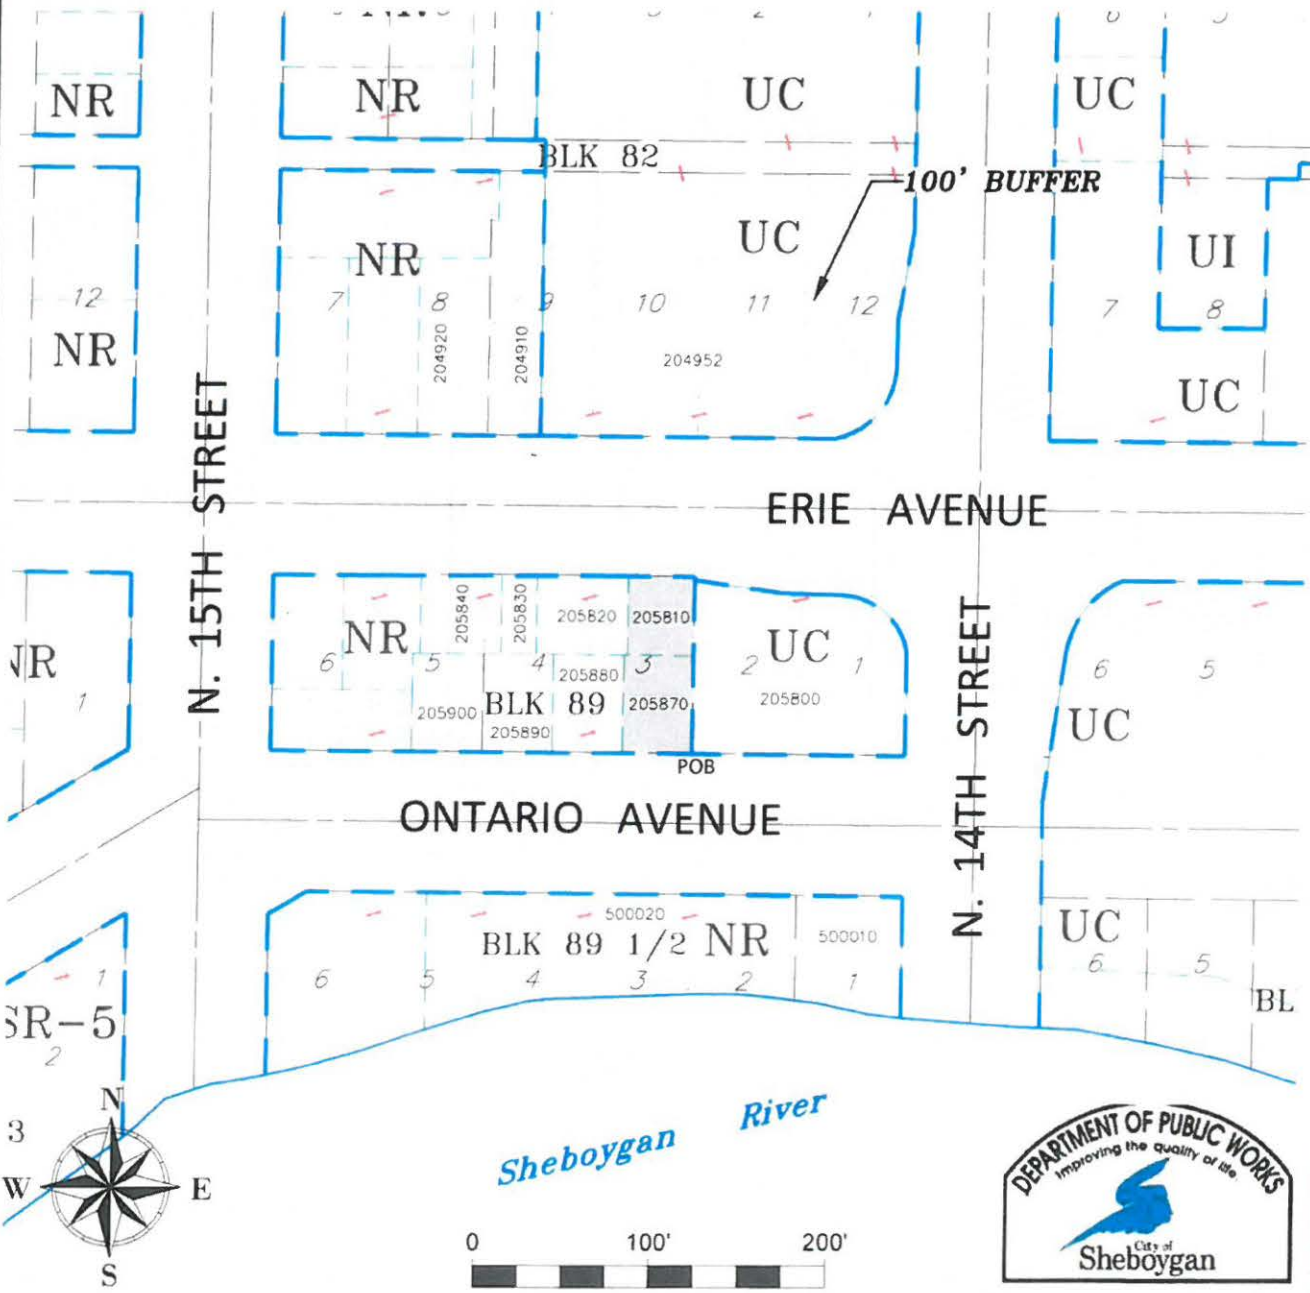 NR
NR
UC
UC
BLK 82
100' BUFFER
NR
UC
UI
12
7
8
9
10
11
12
7
8
NR
204920
204910
204952
UC
N. 15TH STREET
ERIE AVENUE
NR
1
NR
6
5
4
3
205840
205830
205820
205810
205880
205870
205900
BLK 89
205890
2
UC
1
205800
POB
N. 14TH STREET
6
5
UC
ONTARIO AVENUE
500020
BLK 89 1/2
NR
500010
6
5
4
3
2
1
UC
6
5
BL
1
SR-5
2
3
N
W
E
S
Sheboygan River
0
100'
200'
DEPARTMENT OF PUBLIC WORKS
Improving the quality of life.
City of
Sheboygan